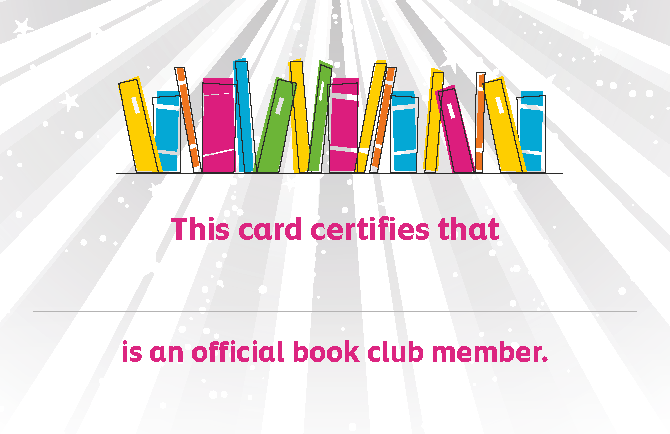 This card certifies that
is an official book club member.